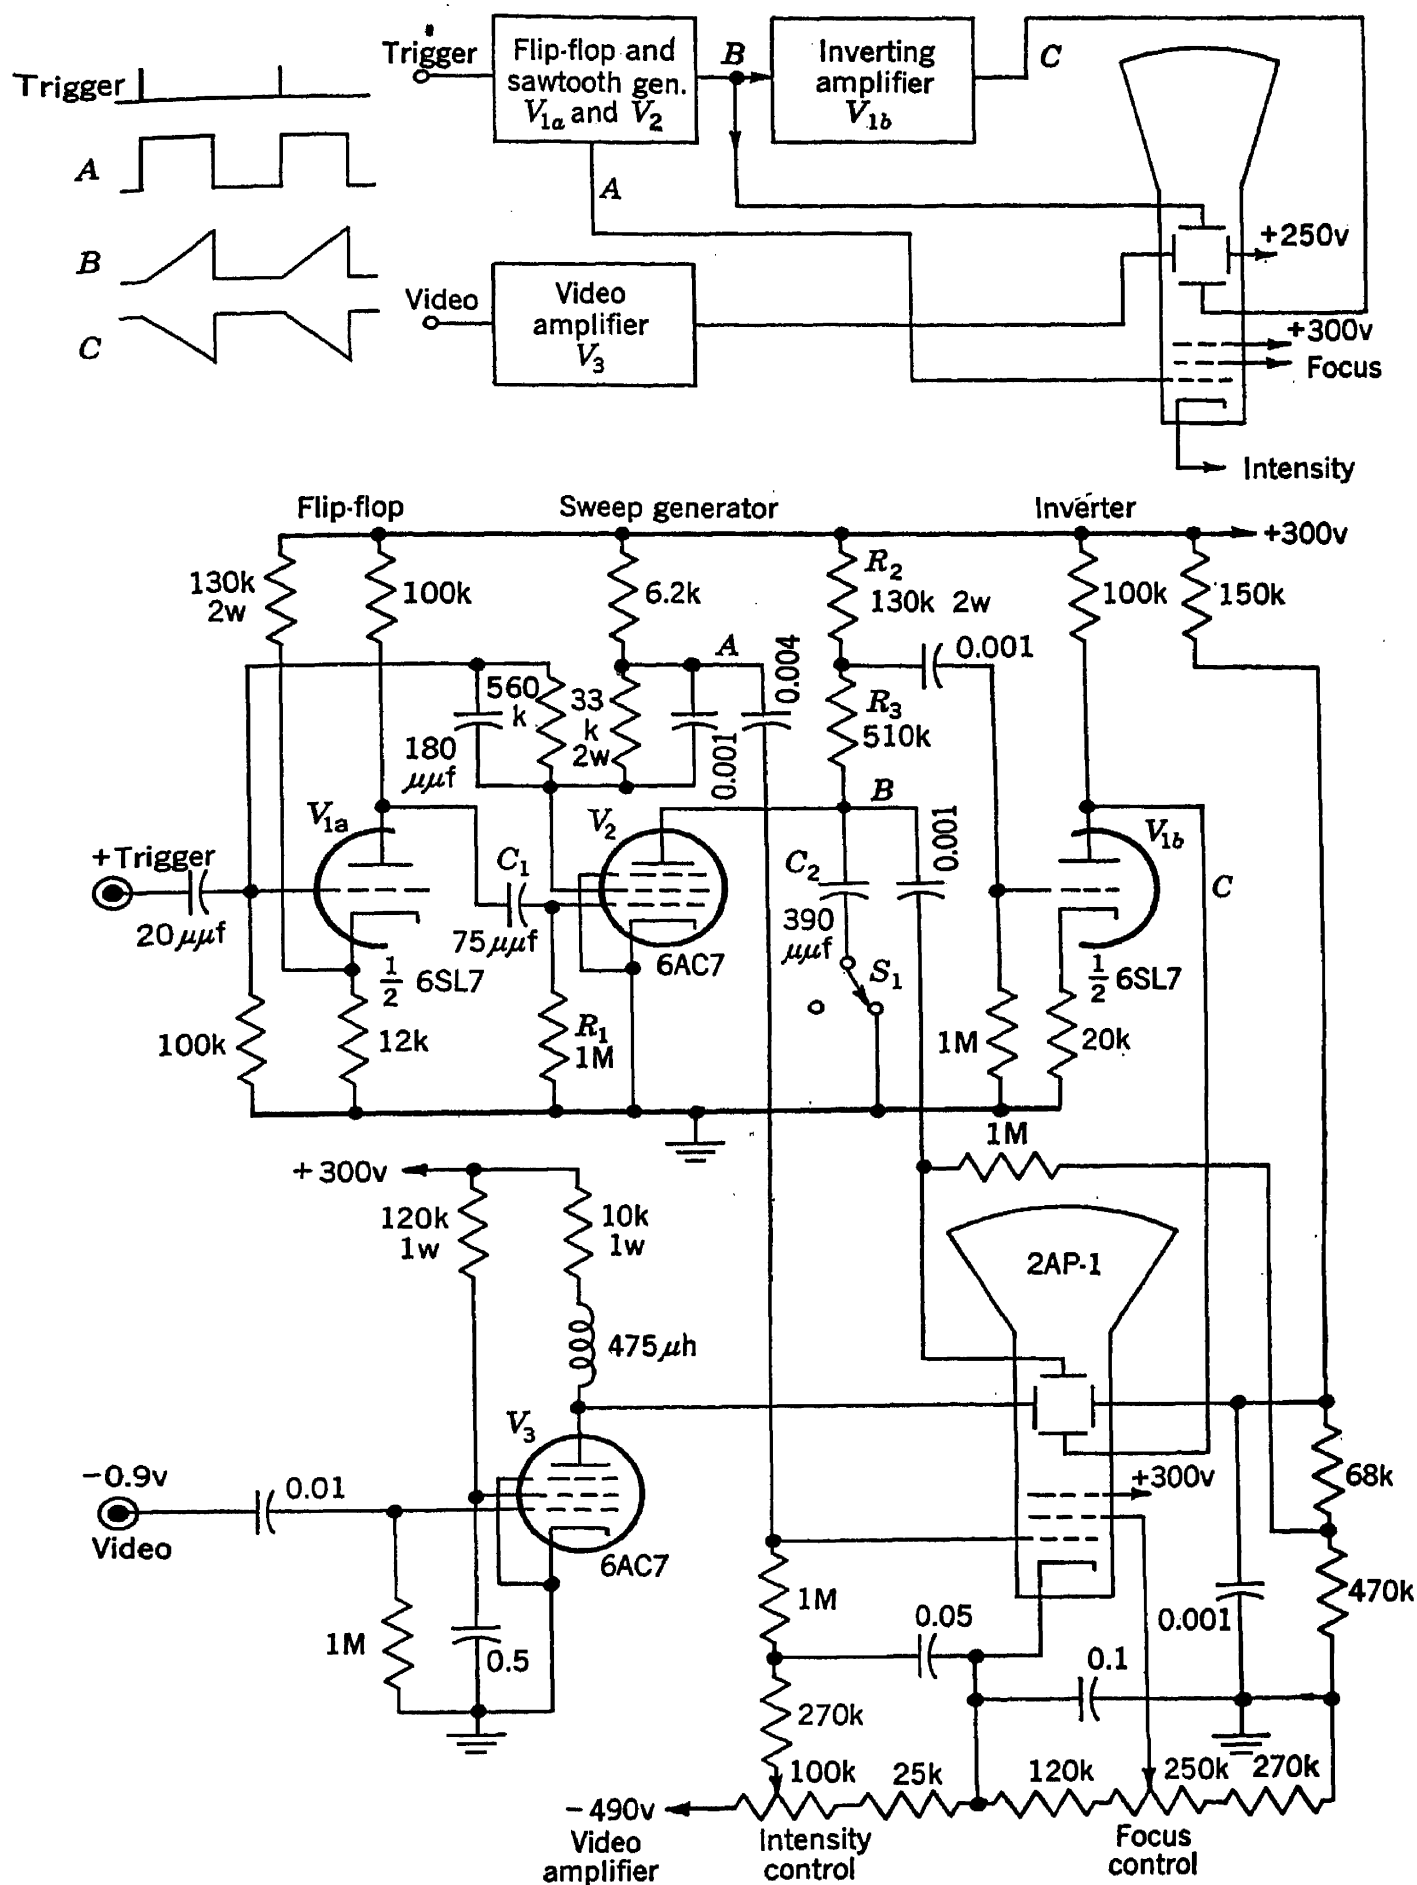 Trigger
A
B
C
Trigger
Flip-flop and
sawtooth gen.
V1a and V2
B
Inverting
amplifier
V1b
C
A
Video
Video
amplifier
V3
+250v
+300v
Focus
Intensity
Flip-flop
Sweep generator
Inverter
+300v
130k
2w
100k
6.2k
R2
130k 2w
100k
150k
A
0.004
0.001
560
k
33
k
2w
180
μμf
0.001
R3
510k
B
V1a
V2
V1b
+Trigger
C1
C2
0.001
C
20μμf
75μμf
390
μμf
1/2 6SL7
6AC7
S1
1/2 6SL7
100k
12k
R1
1M
1M
20k
1M
+300v
120k
1w
10k
1w
2AP-1
475μh
V3
-0.9v
0.01
Video
6AC7
+300v
68k
1M
0.5
1M
0.05
0.001
470k
0.1
270k
100k
25k
120k
250k
270k
-490v
Video
amplifier
Intensity
control
Focus
control